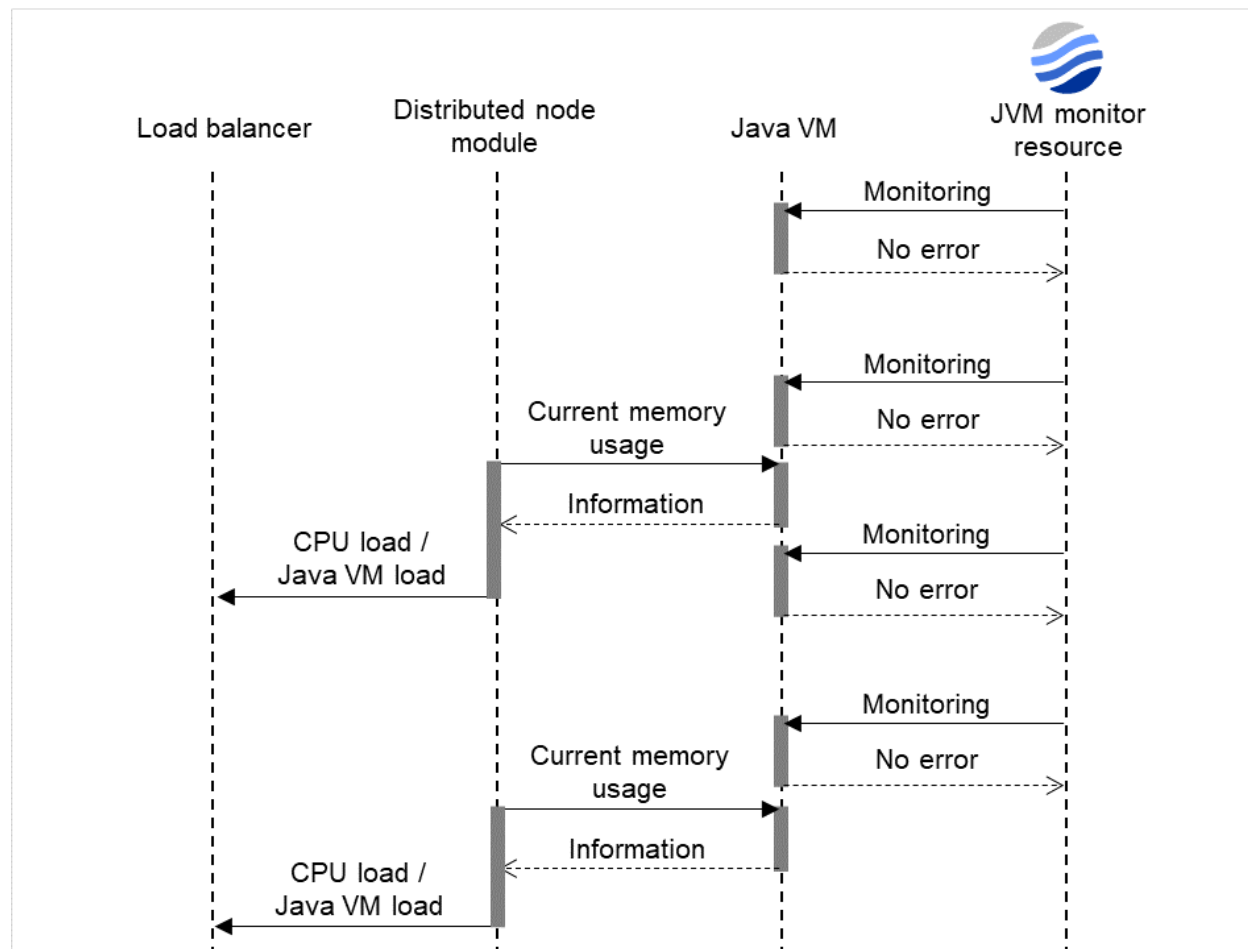 Load balancer
Distributed node
module
Java VM
JVM monitor
resource
Monitoring
No error
Monitoring
Current memory
usage
No error
Information
CPU load /
Java VM load
Monitoring
No error
Monitoring
Current memory
usage
No error
Information
CPU load /
Java VM load